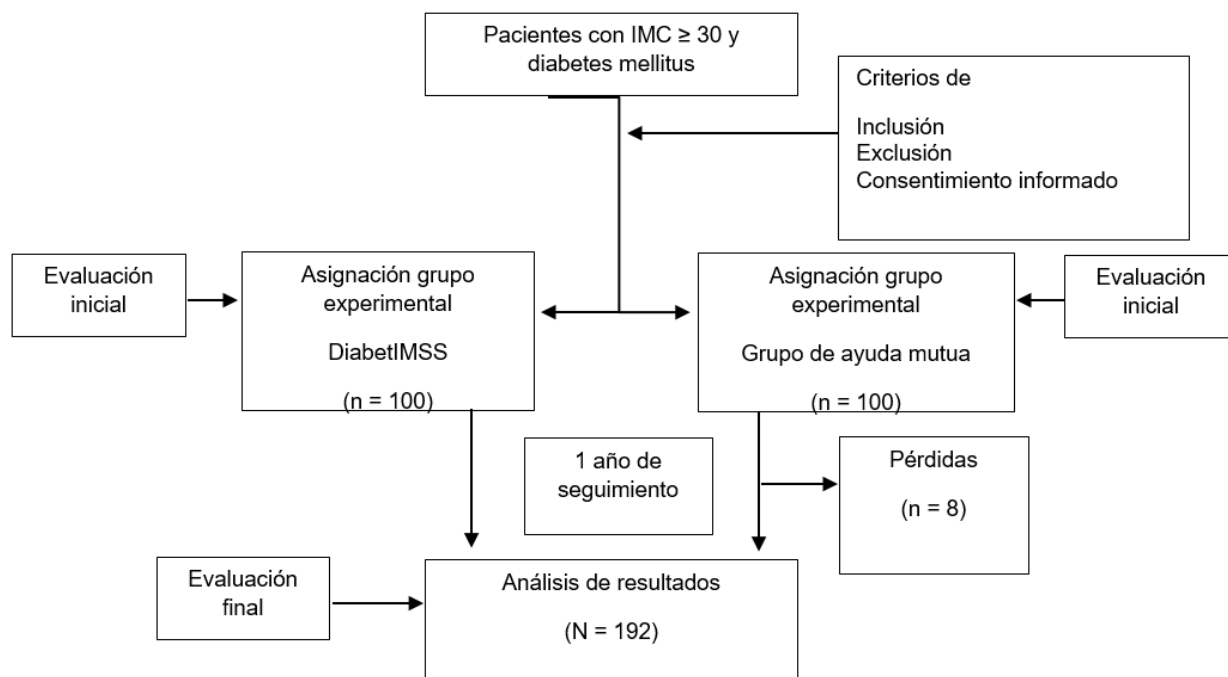 Pacientes con IMC ≥ 30 y
diabetes mellitus
Criterios de
Inclusión
Exclusión
Consentimiento informado
Evaluación
inicial
Asignación grupo
experimental
DiabetIMSS
(n = 100)
Asignación grupo
experimental
Grupo de ayuda mutua
(n = 100)
Evaluación
inicial
1 año de
seguimiento
Pérdidas
(n = 8)
Evaluación
final
Análisis de resultados
(N = 192)